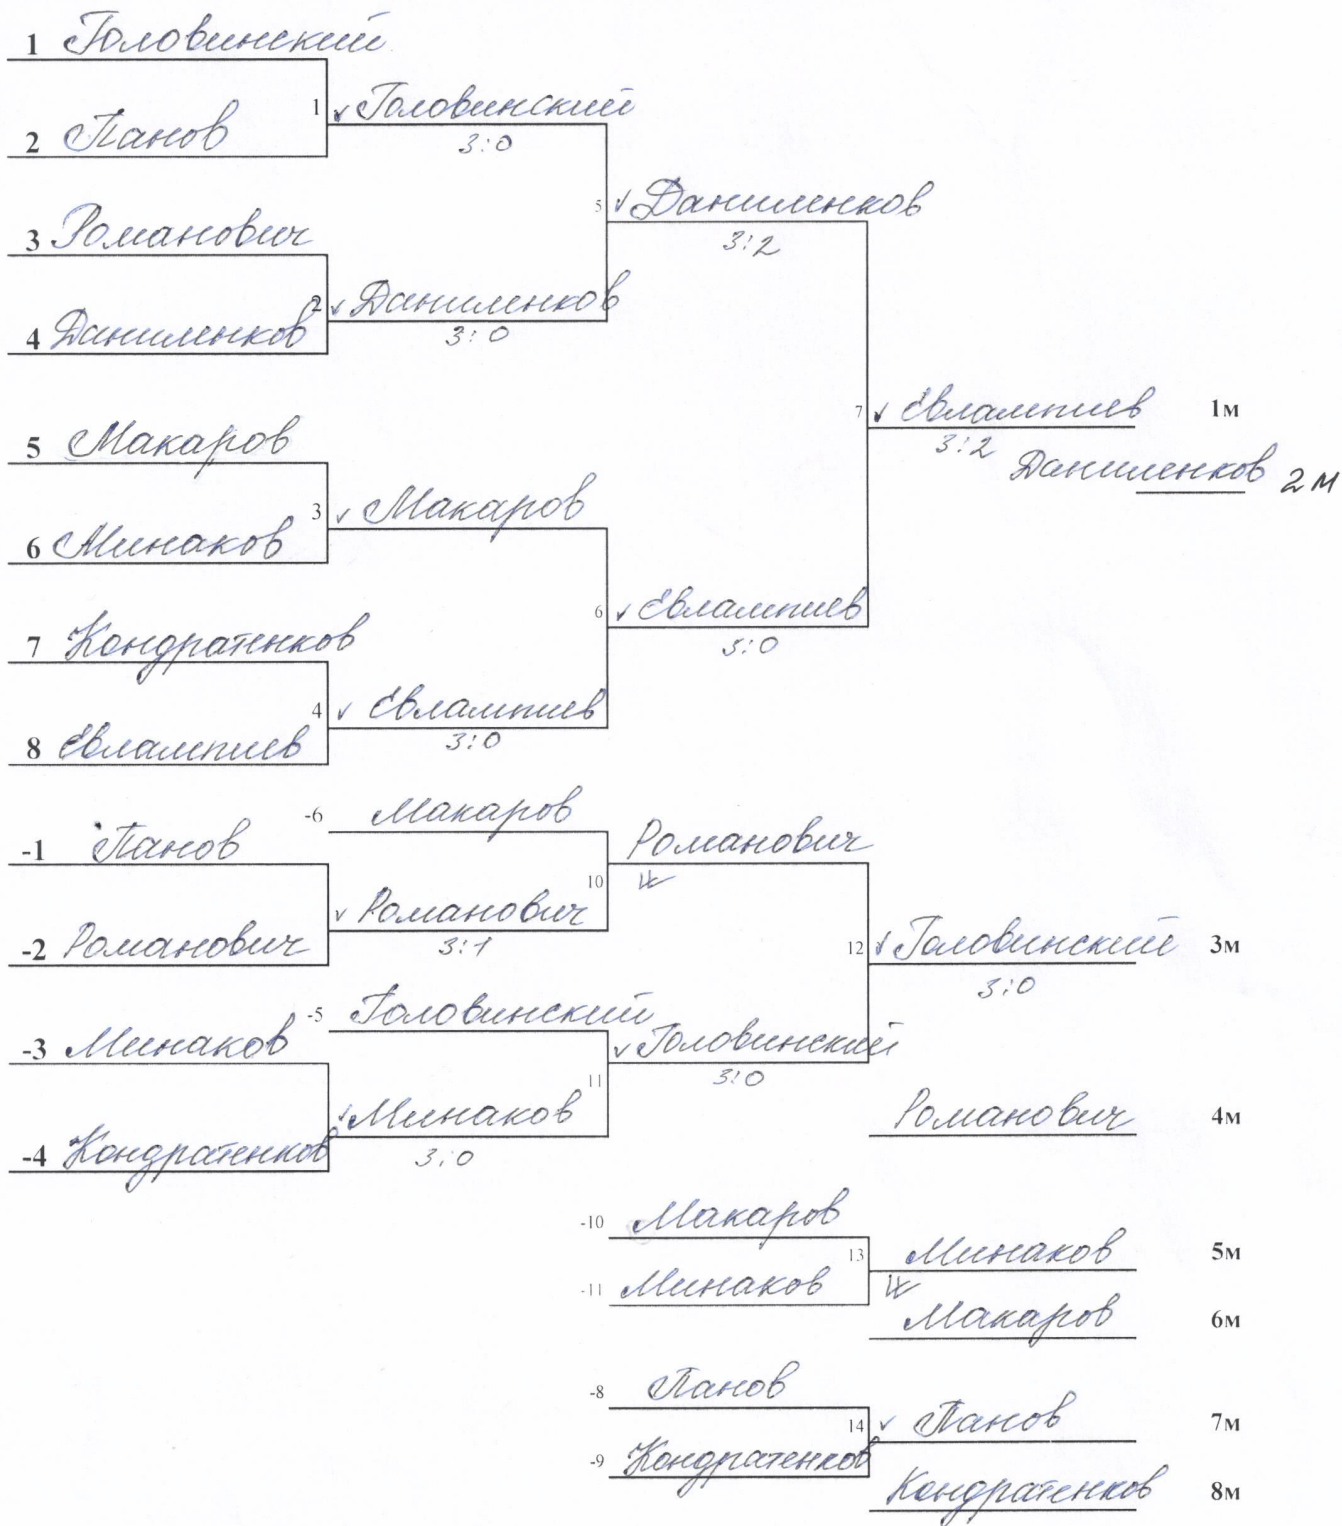 1 Головинский
1 ✓ Головинский
2 Панов
3:0
5 ✓ Даниленков
3 Романович
3:2
2 ✓ Даниленков
4 Даниленков
3:0
7 ✓ Евлампиев 1м
5 Макаров
3:2
Даниленков 2м
3 ✓ Макаров
6 Минаков
6 ✓ Евлампиев
7 Кондратенков
3:0
4 ✓ Евлампиев
8 Евлампиев
3:0
-6 Макаров
-1 Панов
Романович
10
✓ Романович
-2 Романович
3:1
12 ✓ Головинский 3м
3:0
-5 Головинский
-3 Минаков
✓ Головинский
11
3:0
✓ Минаков
Романович 4м
-4 Кондратенков
3:0
-10 Макаров
13 Минаков 5м
-11 Минаков
Макаров 6м
-8 Панов
14 ✓ Панов 7м
-9 Кондратенков
Кондратенков 8м